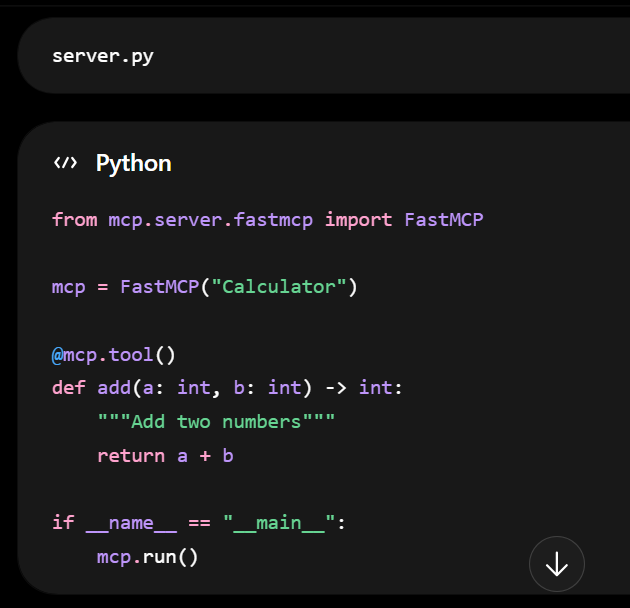 server.py
Python
from mcp.server.fastmcp import FastMCP
mcp = FastMCP("Calculator")
@mcp.tool()
def add(a: int, b: int) -> int:
    """Add two numbers"""
    return a + b
if __name__ == "__main__":
    mcp.run()